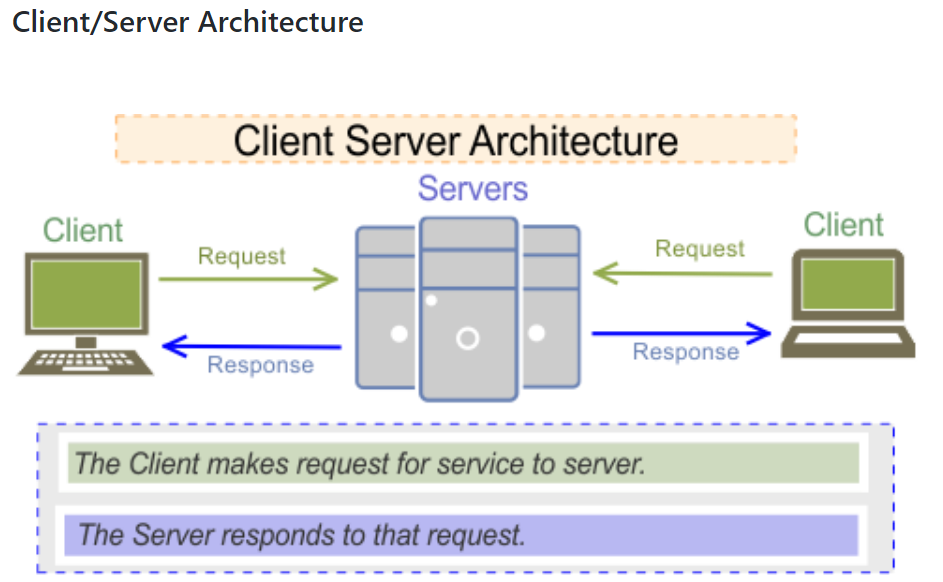 Client/Server Architecture
Client Server Architecture
Servers
Client
Client
Request
Request
Response
Response
The Client makes request for service to server.
The Server responds to that request.